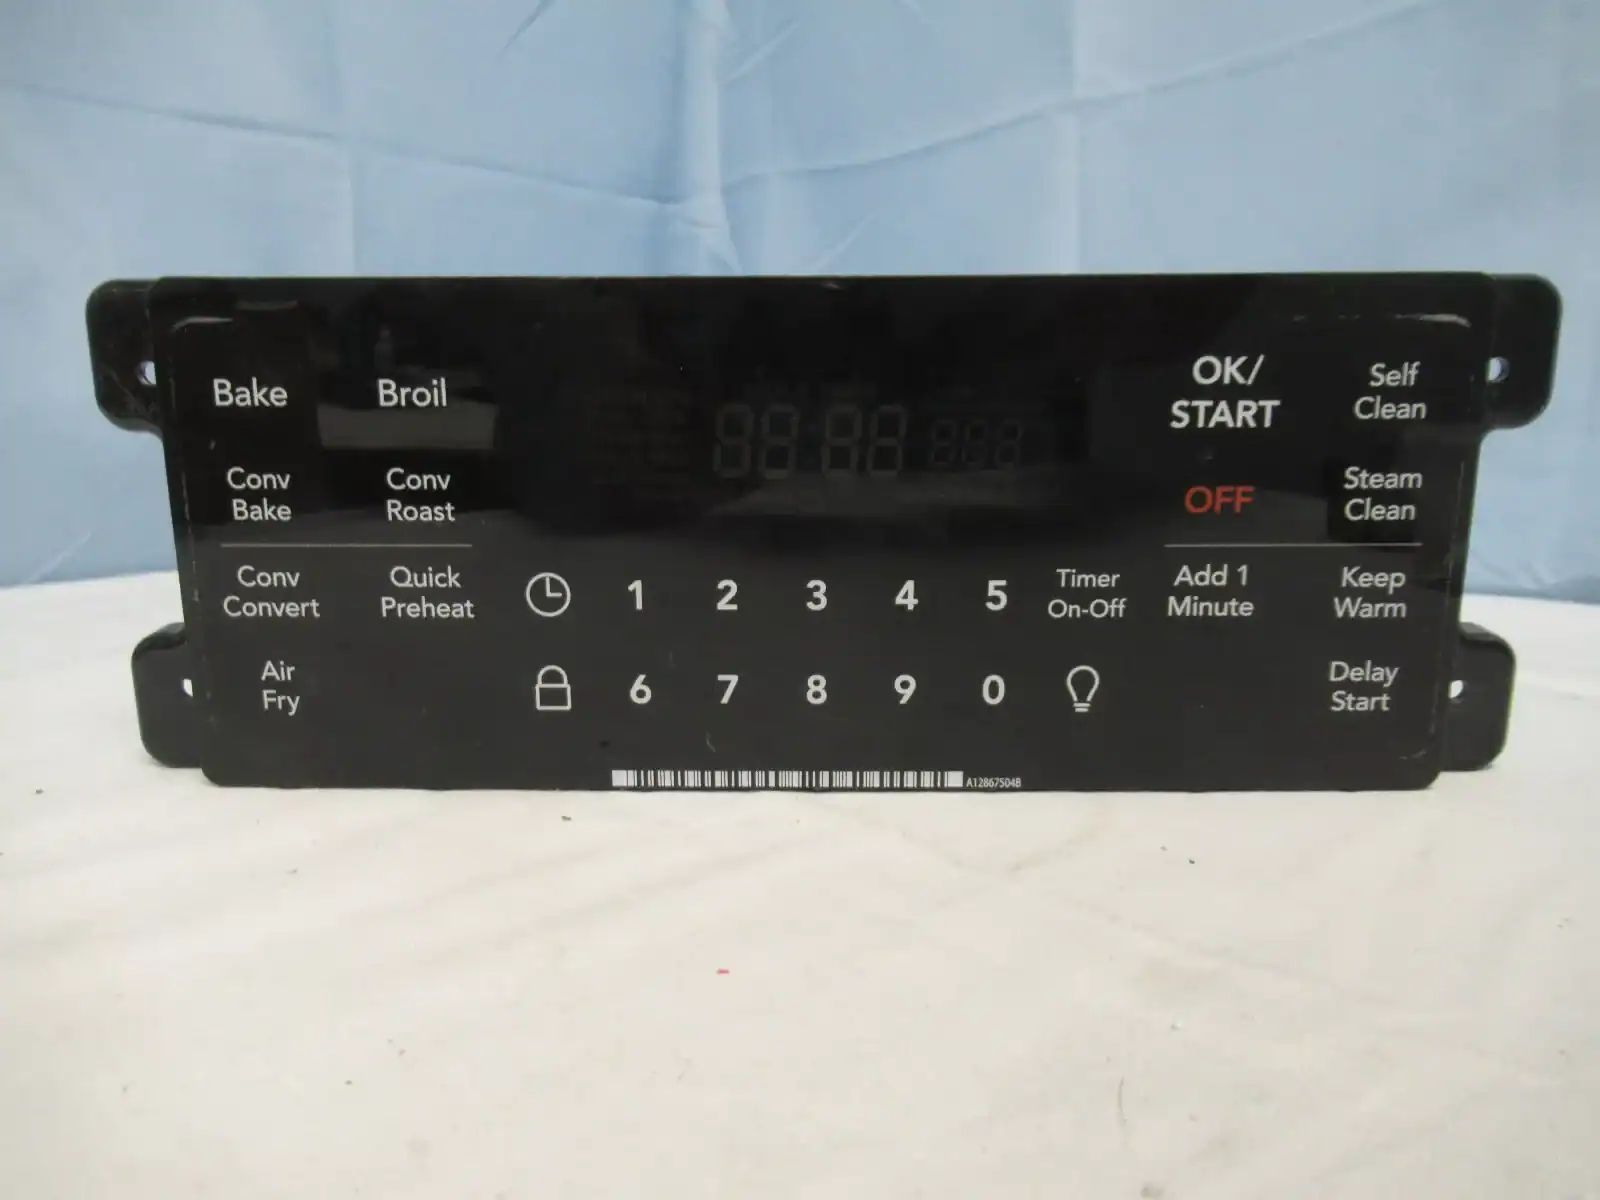 Bake
Broil
OK/
START
Self
Clean
Conv
Bake
Conv
Roast
OFF
Steam
Clean
Conv
Convert
Quick
Preheat
1 2 3 4 5
Timer
On-Off
Add 1
Minute
Keep
Warm
Air
Fry
6 7 8 9 0
Delay
Start
A12867504B